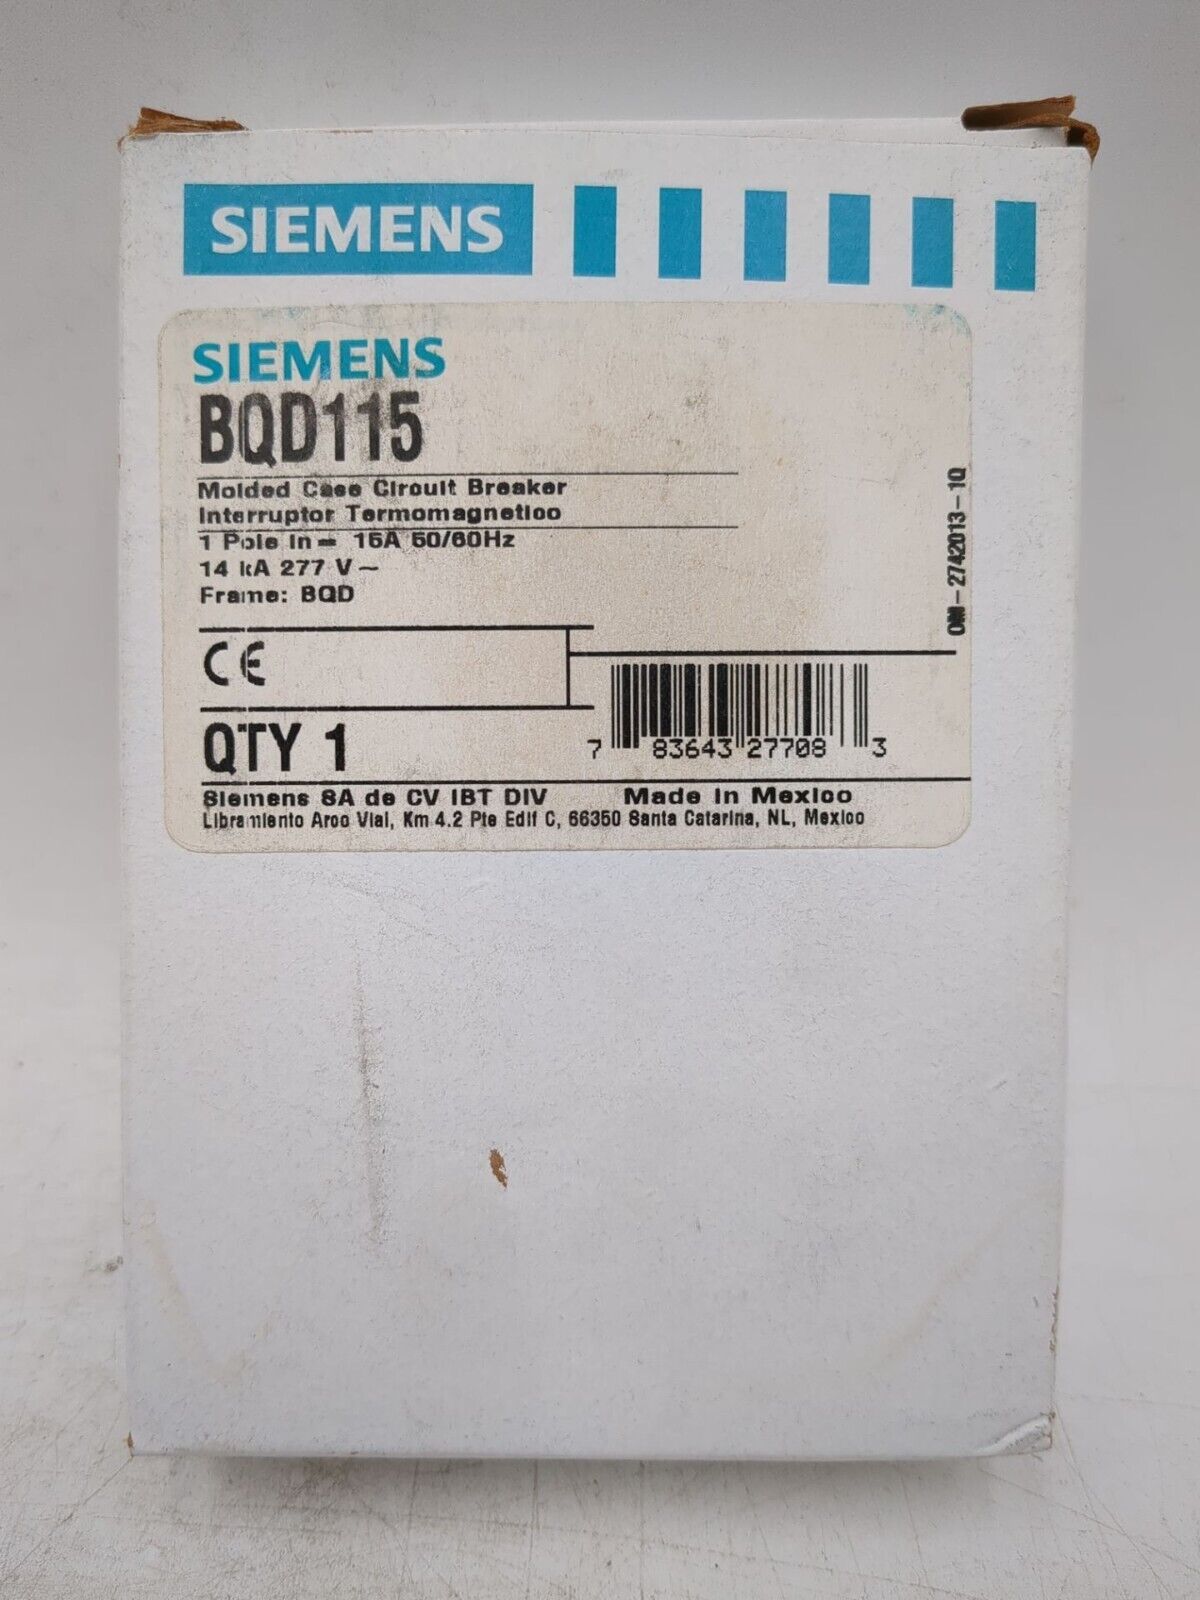 SIEMENS
SIEMENS
BQD115
Molded Case Circuit Breaker
Interruptor Termomagnetico
1 Pole In = 15A 50/60Hz
14 kA 277 V~
Frame: BQD
2742013-1Q
CE
QTY 1
7 83643 27708 3
Siemens SA de CV IBT DIV Made in Mexico
Libramiento Arco Vial, Km 4.2 Pte Edif C, 66350 Santa Catarina, NL, Mexico